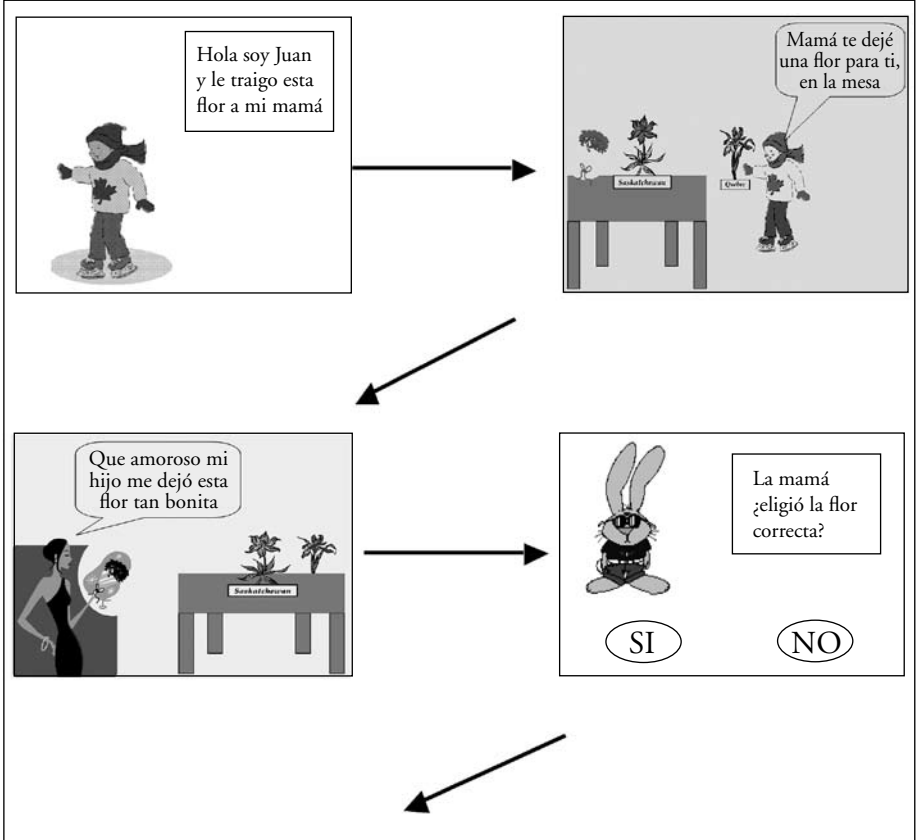 Hola soy Juan
y le traigo esta
flor a mi mamá
Mamá te dejé
una flor para ti,
en la mesa
Saskatchewan
Quebec
Que amoroso mi
hijo me dejó esta
flor tan bonita
Saskatchewan
La mamá
¿eligió la flor
correcta?
SI
NO